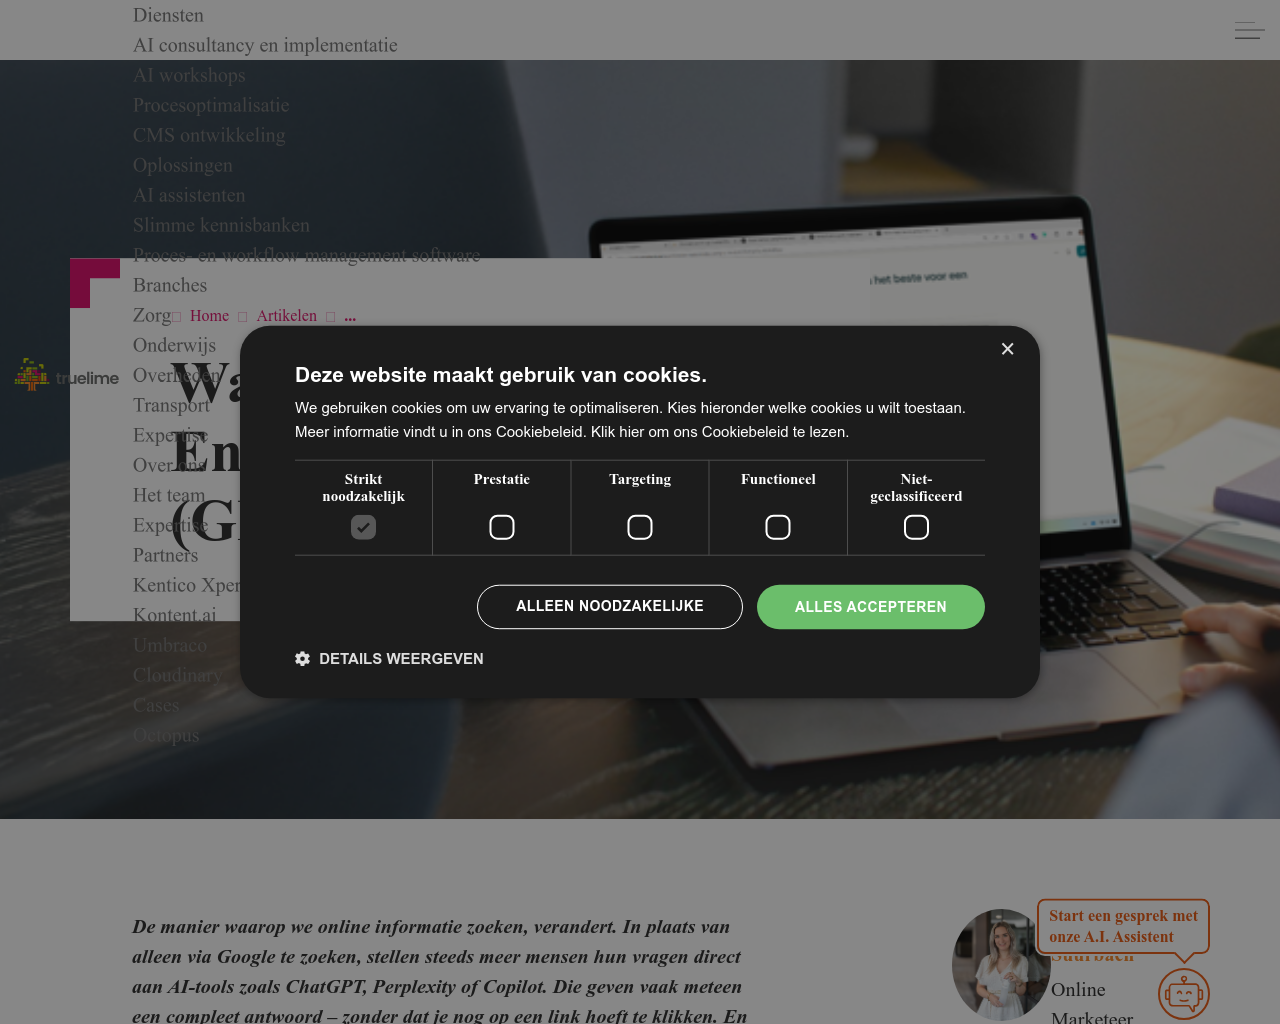 Diensten
AI consultancy en implementatie
AI workshops
Procesoptimalisatie
CMS ontwikkeling
Oplossingen
AI assistenten
Slimme kennisbanken
Proces- en workflow management software
Branches
Zorg
Home
Artikelen
...
Onderwijs
Overheden
Transport
Expertise
Over ons
Het team
Expertise
Partners
Kentico Xper
Kontent.ai
Umbraco
Cloudinary
Cases
Octopus
truelime
Wa
En
(G
het beste voor een
×
Deze website maakt gebruik van cookies.
We gebruiken cookies om uw ervaring te optimaliseren. Kies hieronder welke cookies u wilt toestaan.
Meer informatie vindt u in ons Cookiebeleid. Klik hier om ons Cookiebeleid te lezen.
Strikt
noodzakelijk
Prestatie
Targeting
Functioneel
Niet-
geclassificeerd
ALLEEN NOODZAKELIJKE
ALLES ACCEPTEREN
DETAILS WEERGEVEN
De manier waarop we online informatie zoeken, verandert. In plaats van
alleen via Google te zoeken, stellen steeds meer mensen hun vragen direct
aan AI-tools zoals ChatGPT, Perplexity of Copilot. Die geven vaak meteen
een compleet antwoord – zonder dat je nog op een link hoeft te klikken. En
Start een gesprek met
onze A.I. Assistent
Online
Marketeer